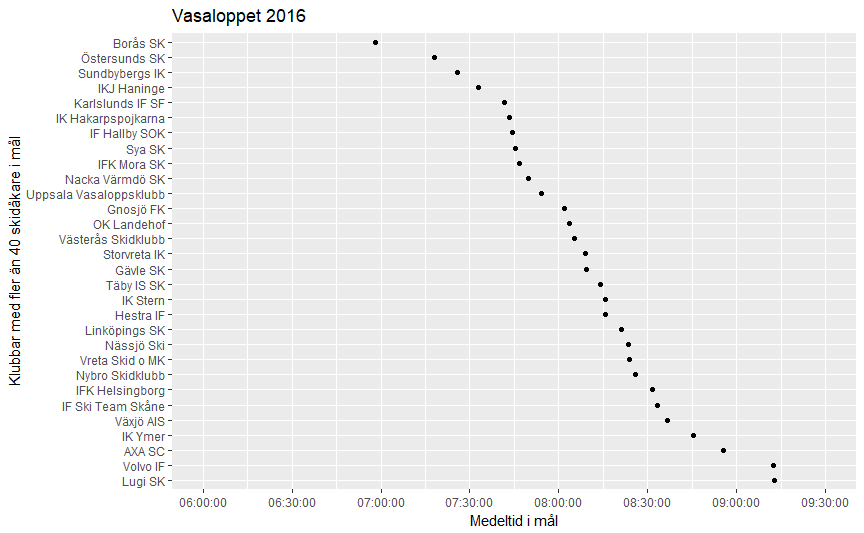 Vasaloppet 2016
Klubbar med fler än 40 skidåkare i mål
Borås SK
Östersunds SK
Sundbybergs IK
IKJ Haninge
Karlslunds IF SF
IK Hakarpspojkarna
IF Hallby SOK
Sya SK
IFK Mora SK
Nacka Värmdö SK
Uppsala Vasaloppsklubb
Gnosjö FK
OK Landehof
Västerås Skidklubb
Storvreta IK
Gävle SK
Täby IS SK
IK Stern
Hestra IF
Linköpings SK
Nässjö Ski
Vreta Skid o MK
Nybro Skidklubb
IFK Helsingborg
IF Ski Team Skåne
Växjö AIS
IK Ymer
AXA SC
Volvo IF
Lugi SK
06:00:00 06:30:00 07:00:00 07:30:00 08:00:00 08:30:00 09:00:00 09:30:00
Medeltid i mål